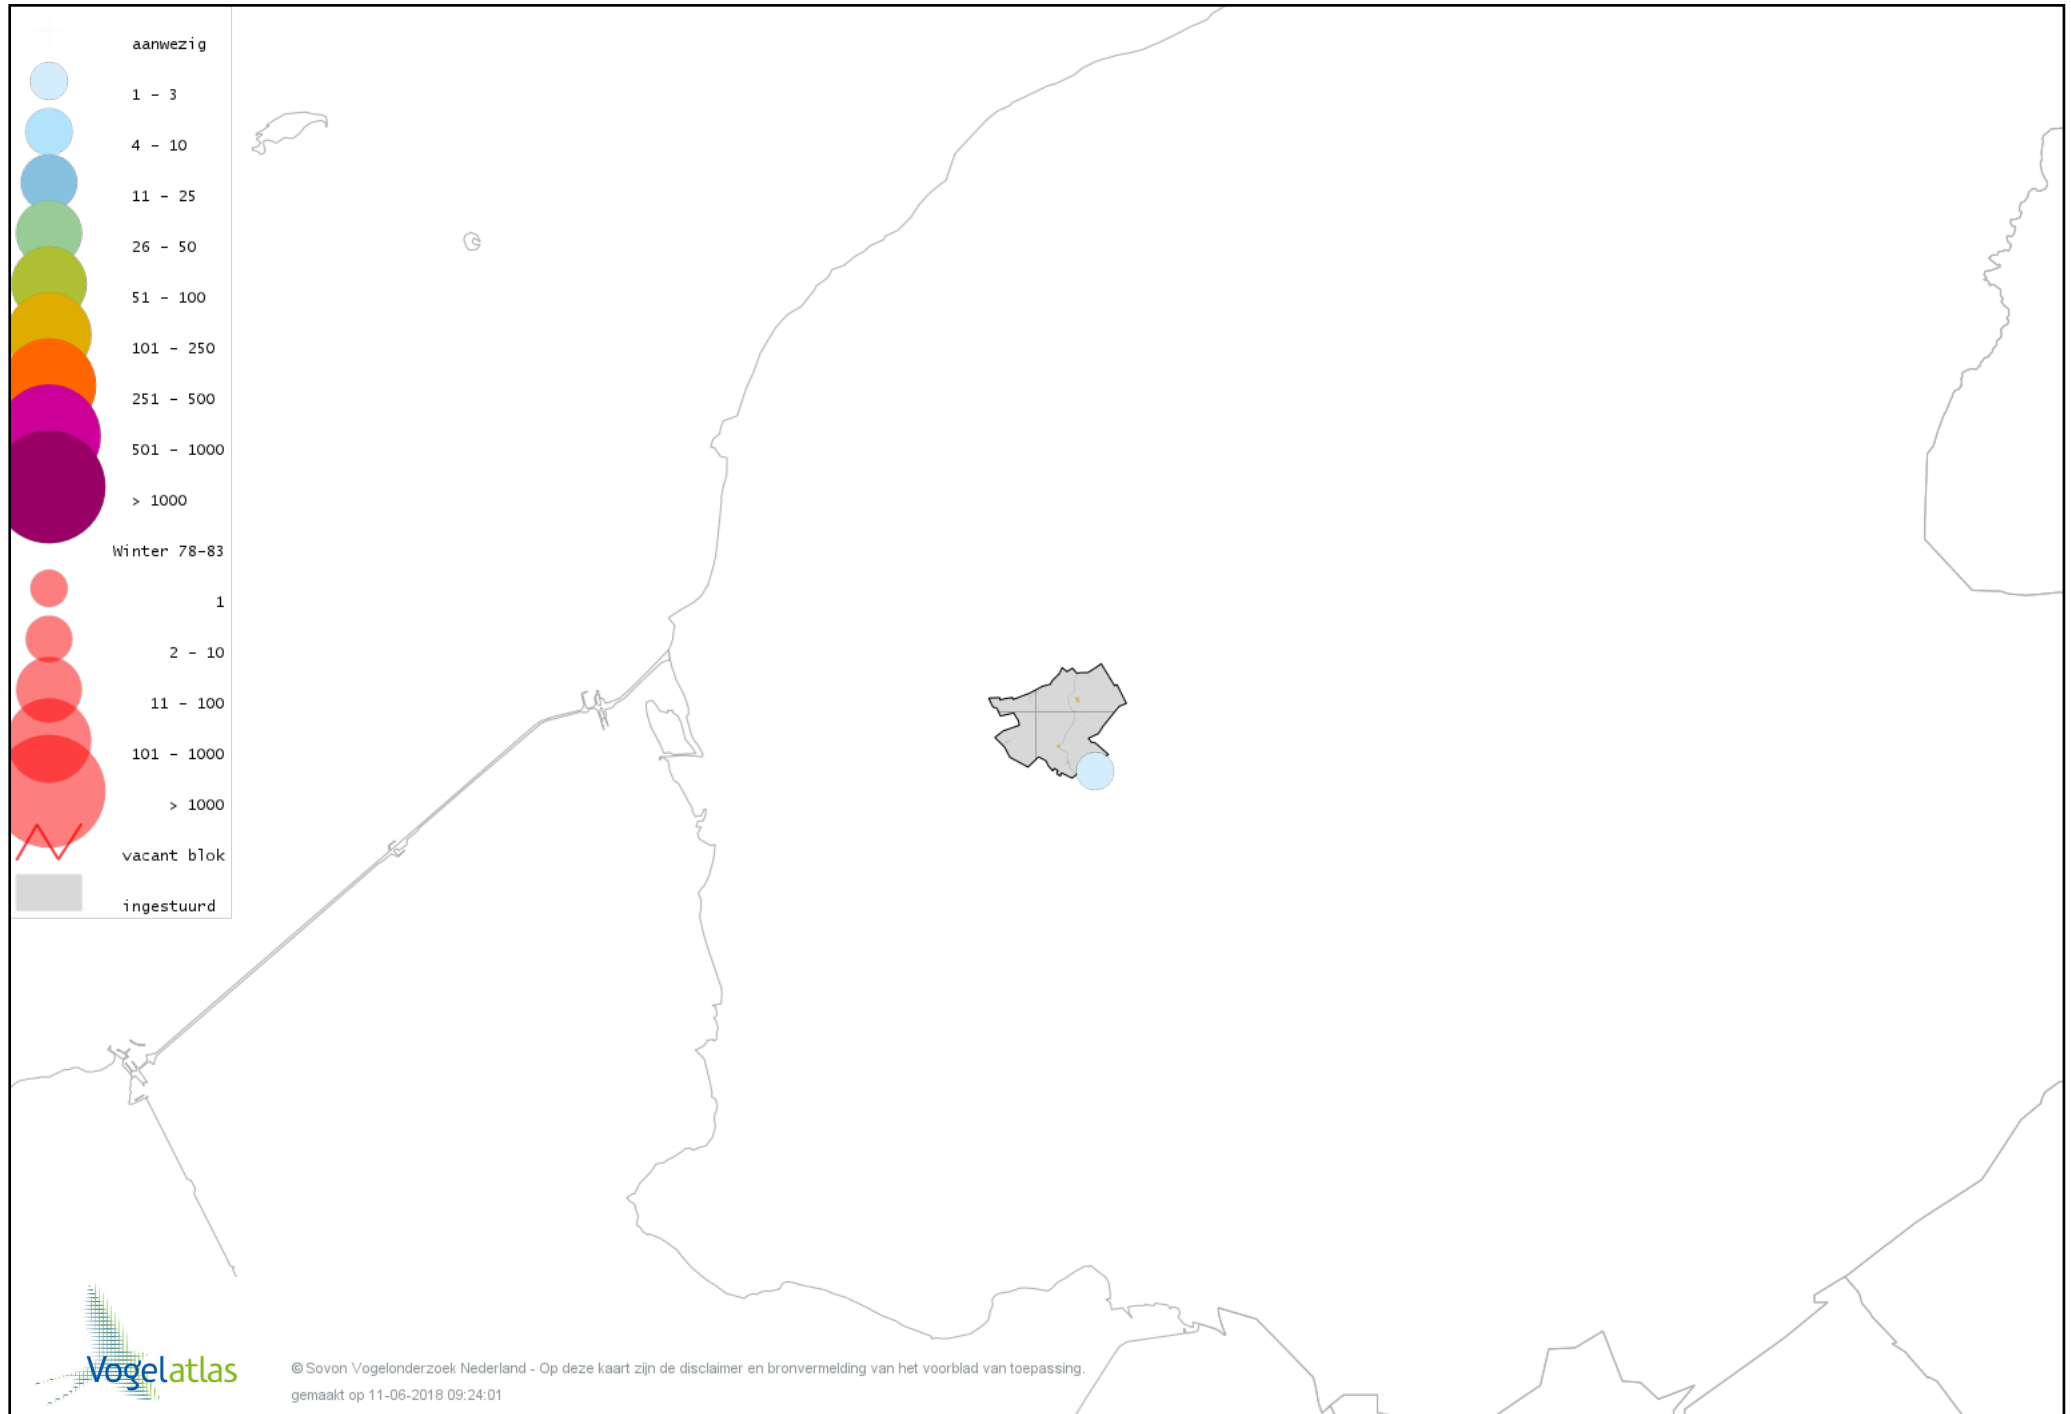 aanwezig
1 - 3
4 - 10
11 - 25
26 - 50
51 - 100
101 - 250
251 - 500
501 - 1000
> 1000
Winter 78-83
1
2 - 10
11 - 100
101 - 1000
> 1000
vacant blok
ingestuurd
Vogelatlas
© Sovon Vogelonderzoek Nederland - Op deze kaart zijn de disclaimer en bronvermelding van het voorblad van toepassing.
gemaakt op 11-06-2018 09:24:01